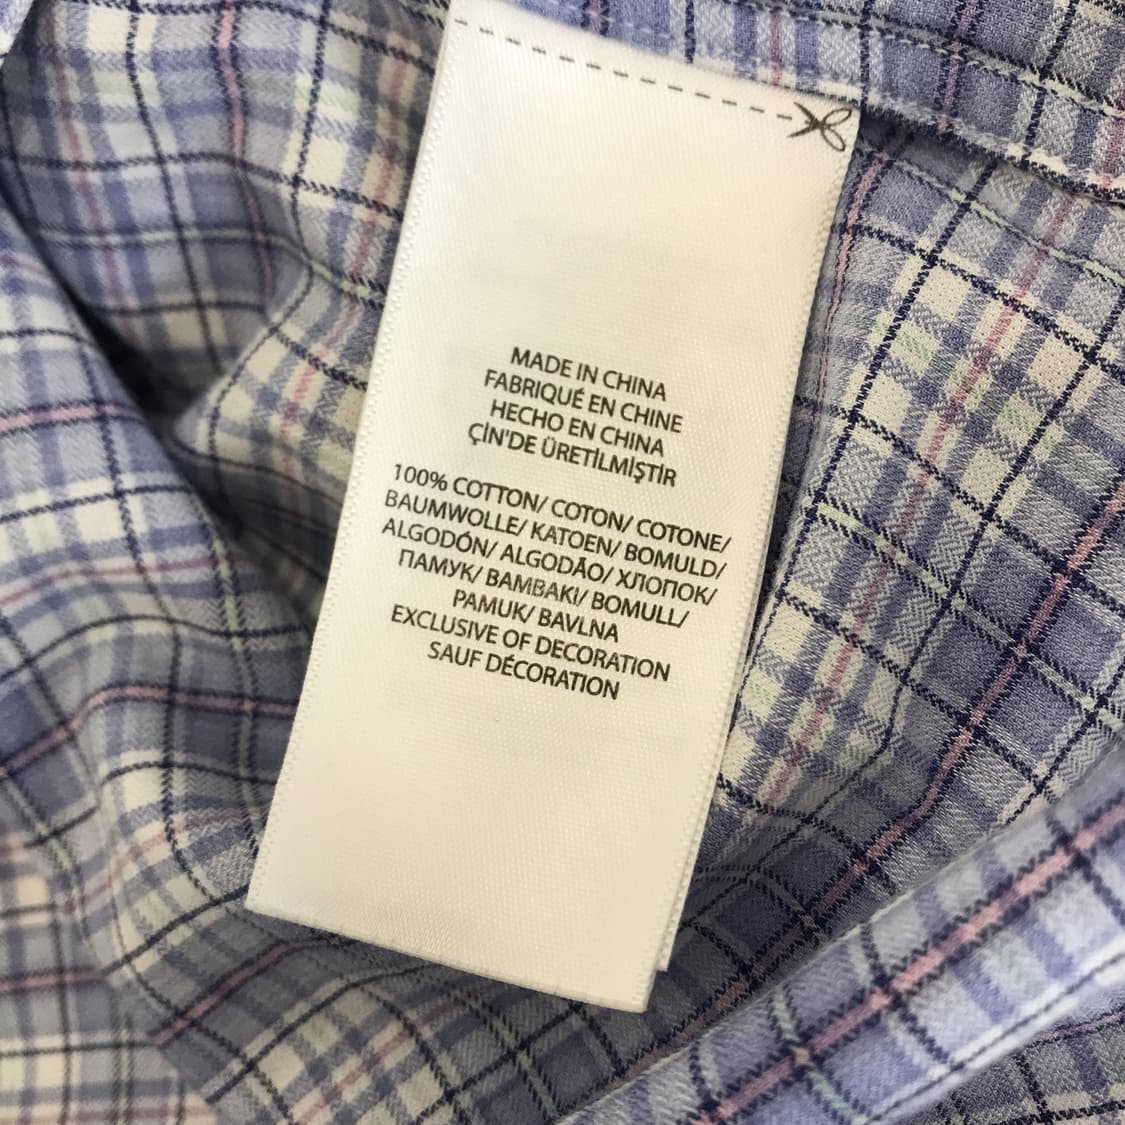 MADE IN CHINA
FABRIQUÉ EN CHINE
HECHO EN CHINA
ÇİN'DE ÜRETİLMİŞTİR
100% COTTON/ COTON/ COTONE/
BAUMWOLLE/ KATOEN/ BOMULD/
ALGODÓN/ ALGODÃO/ ХЛОПОК/
ПАМУК/ BAMBAKI/ BOMULL/
PAMUK/ BAVLNA
EXCLUSIVE OF DECORATION
SAUF DÉCORATION